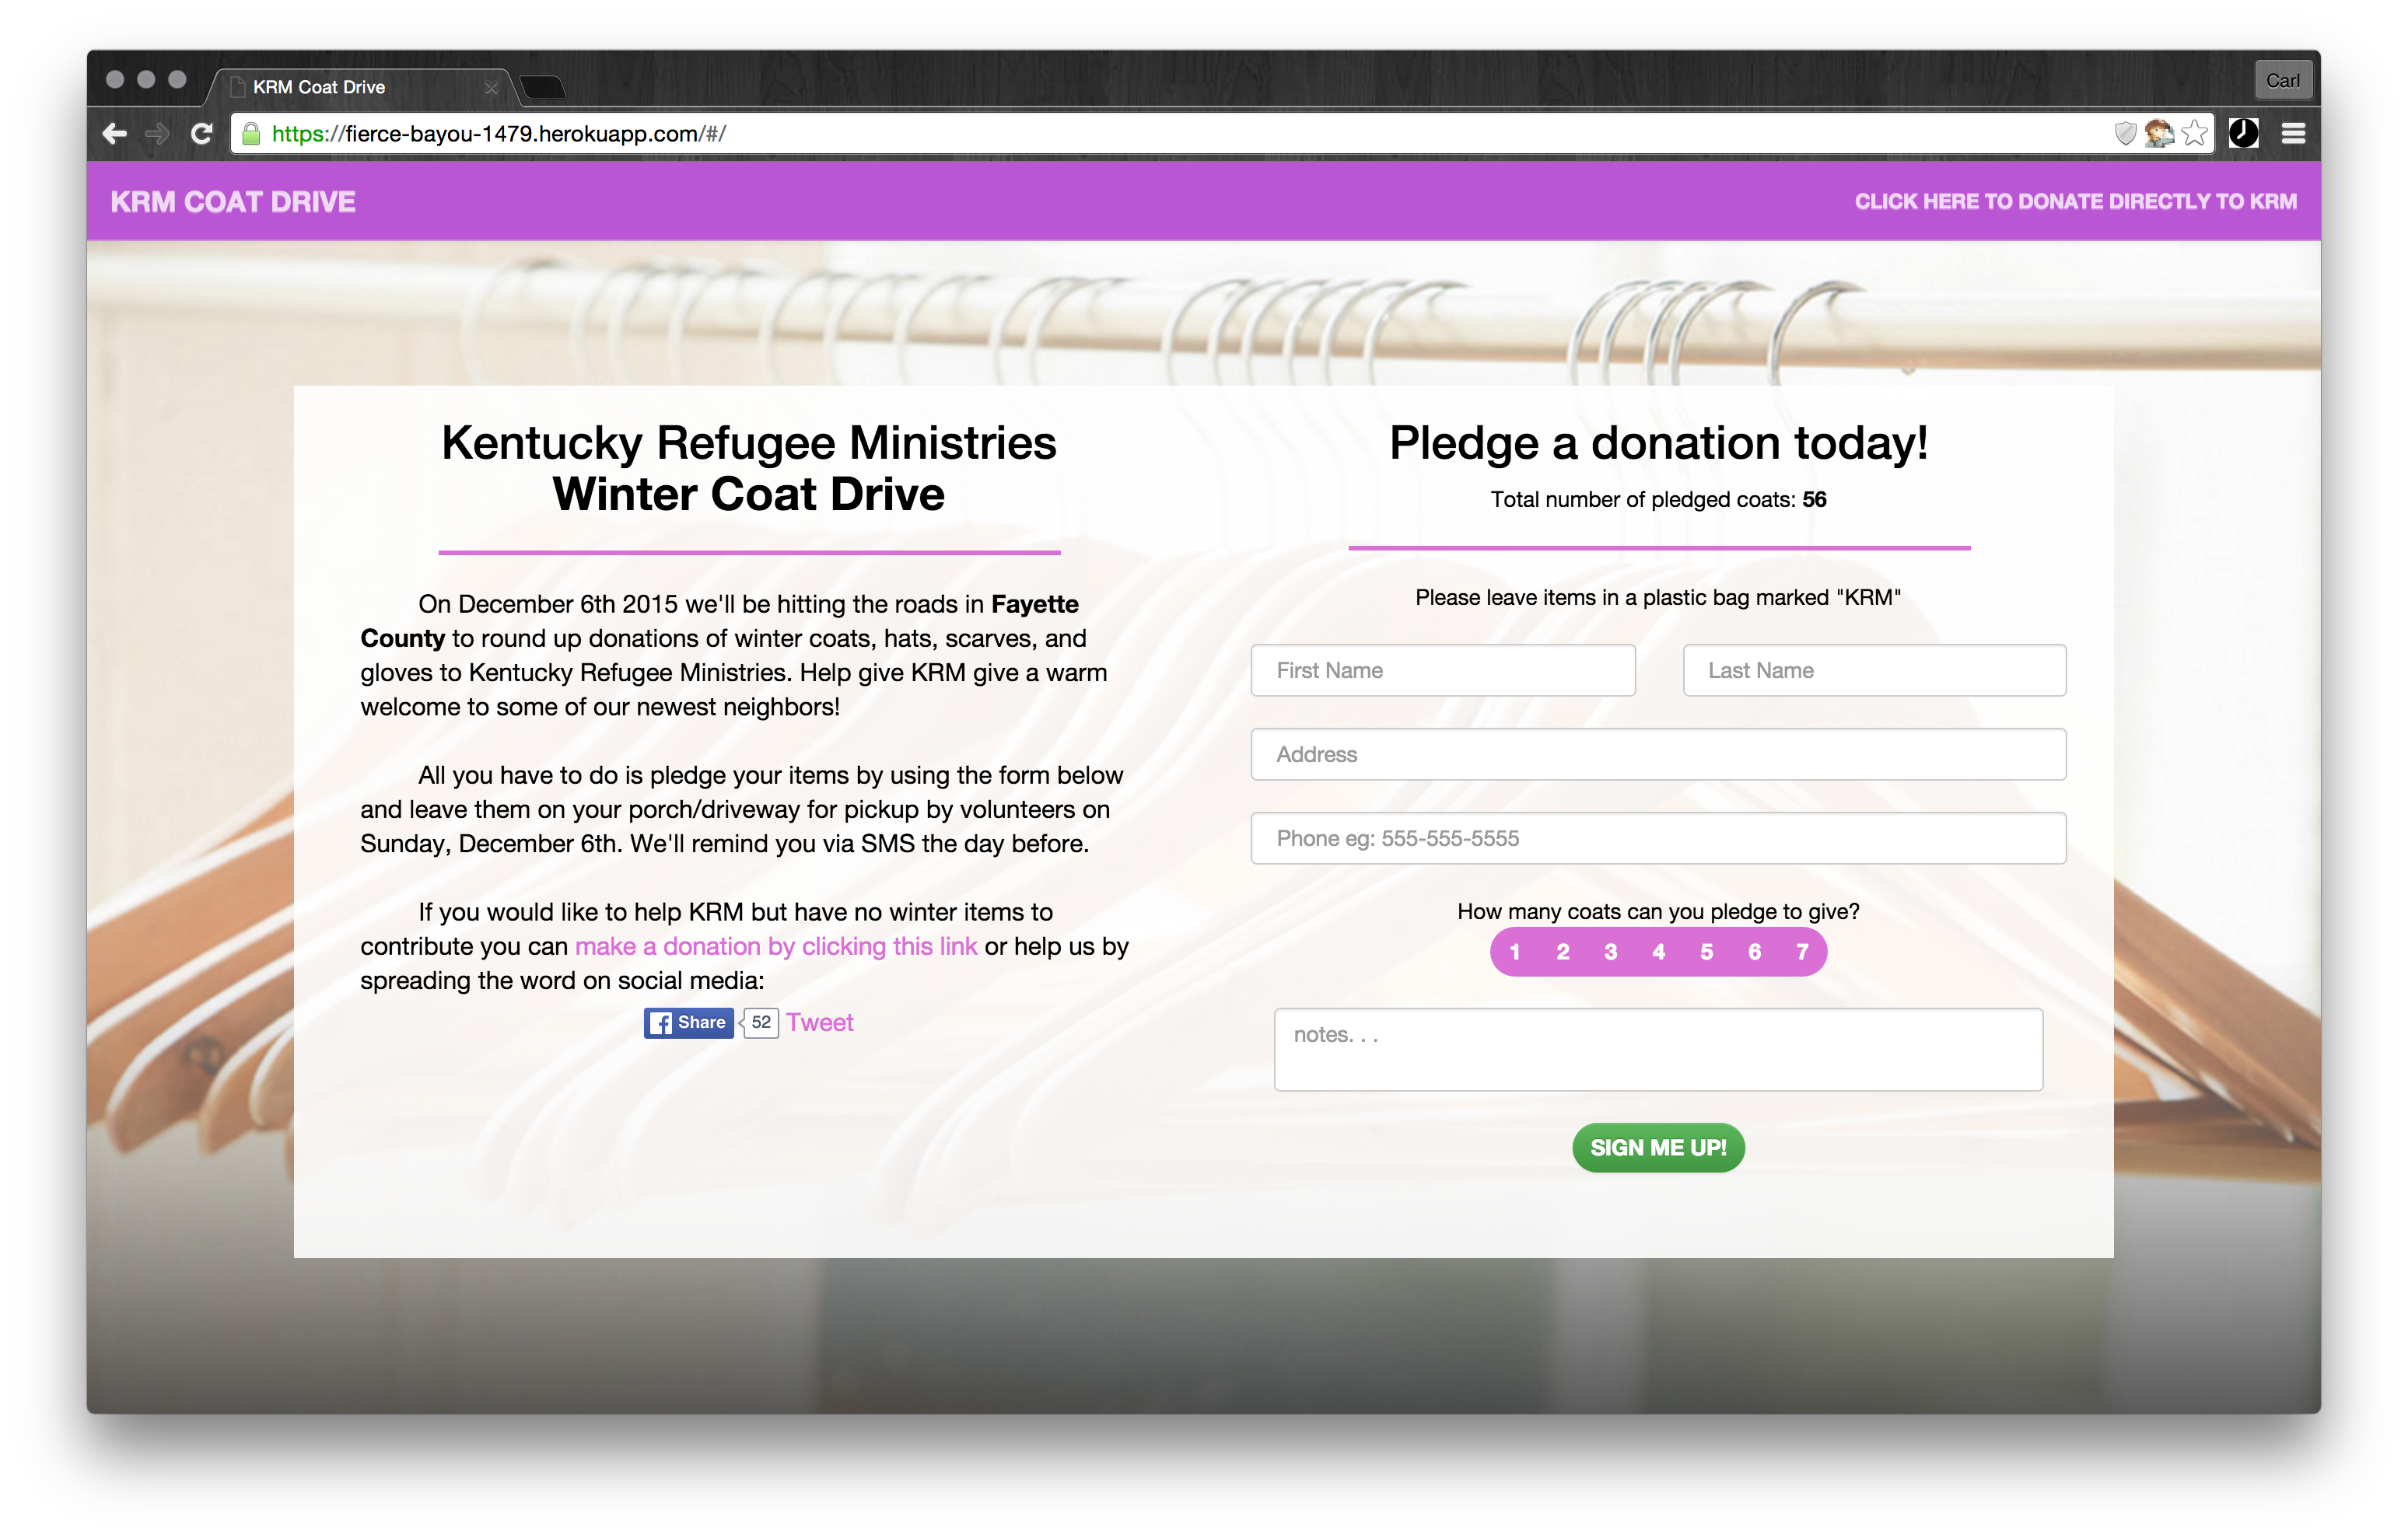 KRM Coat Drive
Carl
https://fierce-bayou-1479.herokuapp.com/#/
KRM COAT DRIVE
CLICK HERE TO DONATE DIRECTLY TO KRM
Kentucky Refugee Ministries
Winter Coat Drive
On December 6th 2015 we'll be hitting the roads in Fayette
County to round up donations of winter coats, hats, scarves, and
gloves to Kentucky Refugee Ministries. Help give KRM give a warm
welcome to some of our newest neighbors!
All you have to do is pledge your items by using the form below
and leave them on your porch/driveway for pickup by volunteers on
Sunday, December 6th. We'll remind you via SMS the day before.
If you would like to help KRM but have no winter items to
contribute you can make a donation by clicking this link or help us by
spreading the word on social media:
Share 52 Tweet
Pledge a donation today!
Total number of pledged coats: 56
Please leave items in a plastic bag marked "KRM"
First Name
Last Name
Address
Phone eg: 555-555-5555
How many coats can you pledge to give?
1 2 3 4 5 6 7
notes. . .
SIGN ME UP!